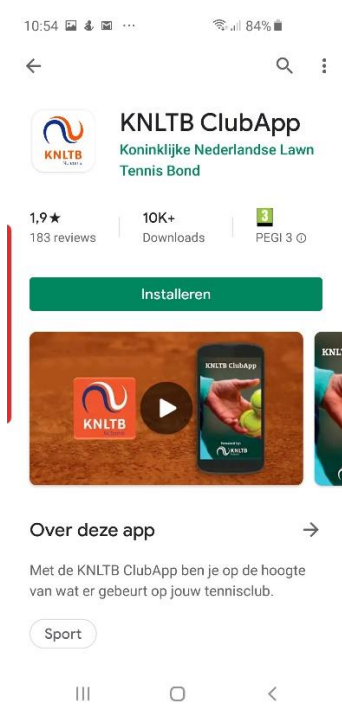 10:54 84%
KNLTB
KNLTB ClubApp
Koninklijke Nederlandse Lawn
Tennis Bond
1,9★
183 reviews
10K+
Downloads
3
PEGI 3
Installeren
KNLTB
KNLTB ClubApp
KNLTB
KNL
Over deze app
Met de KNLTB ClubApp ben je op de hoogte
van wat er gebeurt op jouw tennisclub.
Sport